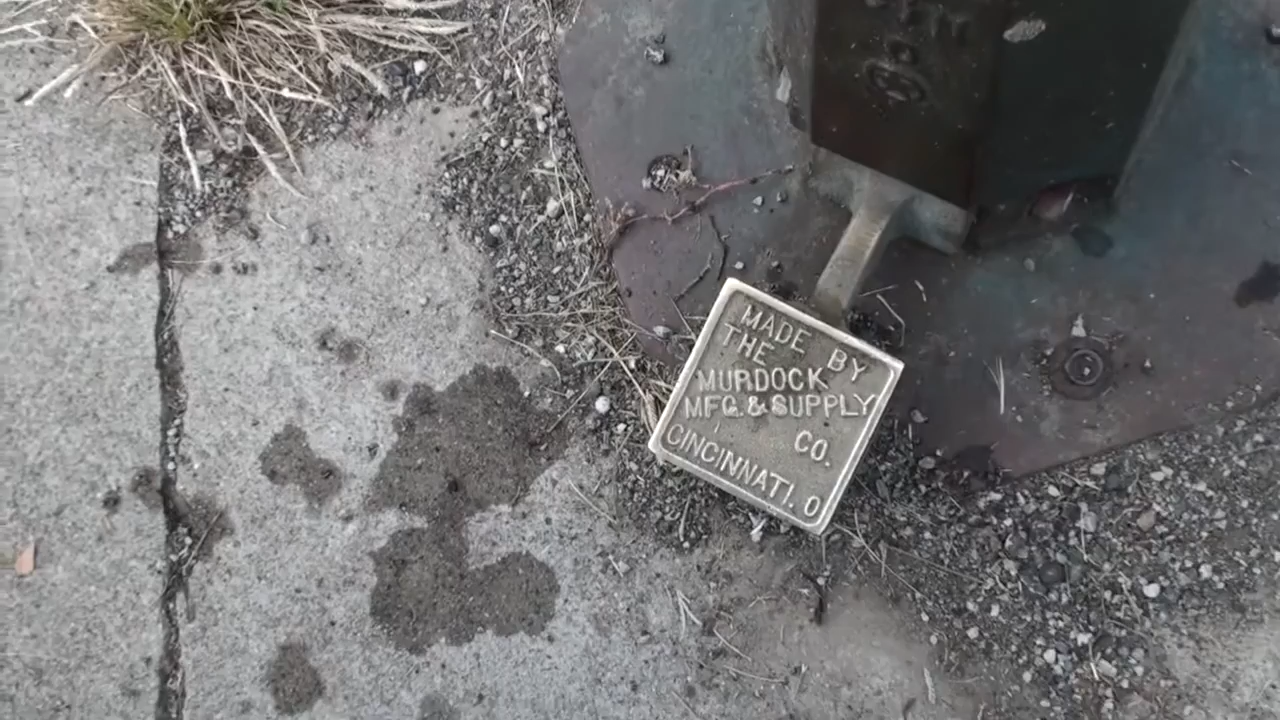 MADE BY
THE
MURDOCK
MFG. & SUPPLY
CO.
CINCINNATI. O